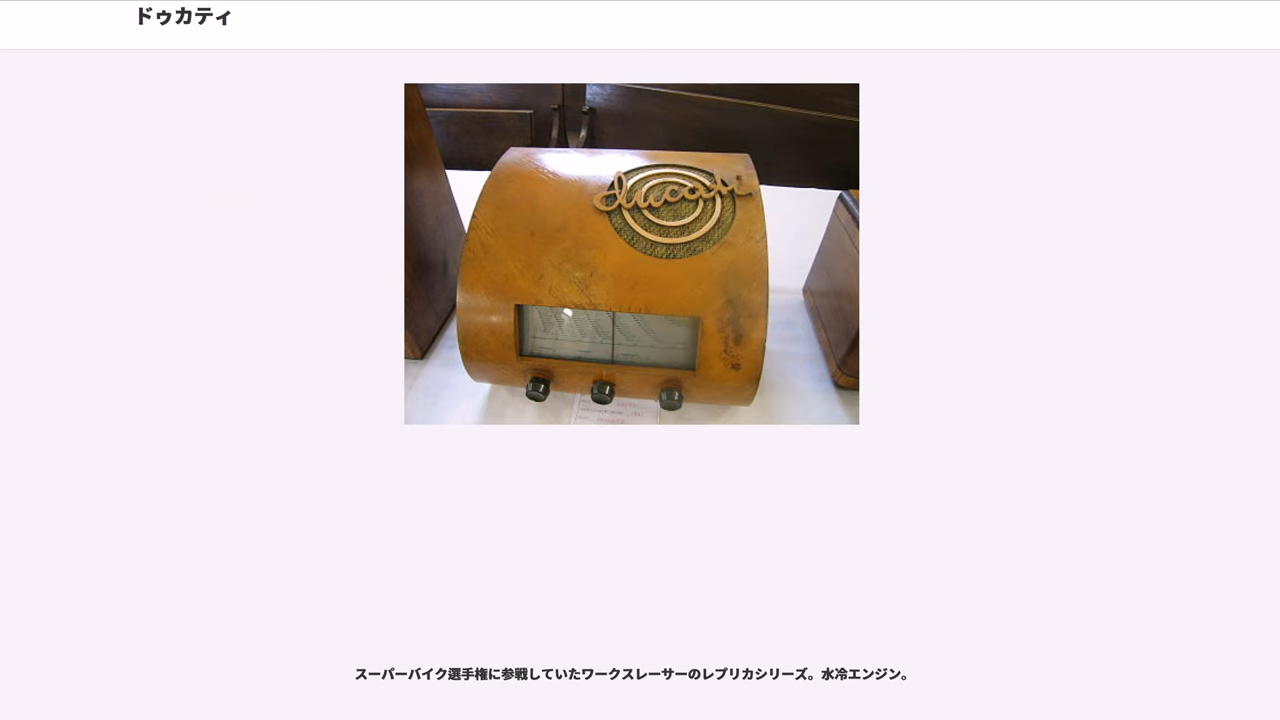 ドゥカティ
ducati
スーパーバイク選手権に参戦していたワークスレーサーのレプリカシリーズ。水冷エンジン。